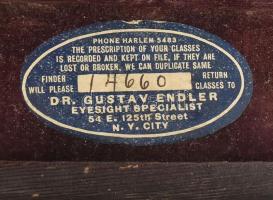 PHONE HARLEM 5483
THE PRESCRIPTION OF YOUR GLASSES
IS RECORDED AND KEPT ON FILE, IF THEY ARE
LOST OR BROKEN, WE CAN DUPLICATE SAME
FINDER 14660 RETURN
WILL PLEASE GLASSES TO
DR. GUSTAV ENDLER
EYESIGHT SPECIALIST
54 E. 125th Street
N. Y. CITY